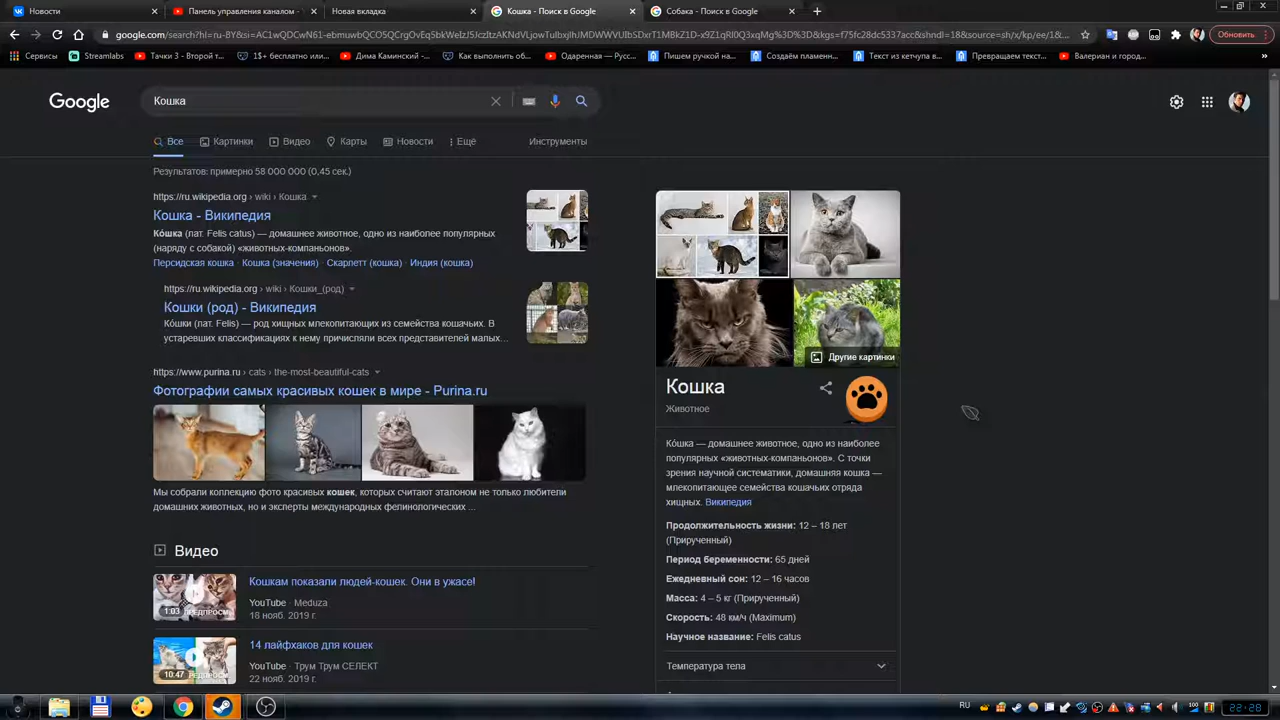 Новости
Панель управления каналом -
Новая вкладка
Кошка - Поиск в Google
Собака - Поиск в Google
Обновить
Сервисы
Streamlabs
Тачки 3 - Второй т...
1$+ бесплатно или...
Дима Каминский -...
Как выполнить об...
Одаренная — Русс...
Пишем ручкой на...
Создём пламенн...
Текст из кетчупа в...
Превращаем текс...
Валериан и город...
Google
Кошка
Все
Картинки
Видео
Карты
Новости
Ещё
Инструменты
Результатов: примерно 58 000 000 (0,45 сек.)
https://ru.wikipedia.org › wiki › Кошка
Кошка - Википедия
Ко́шка (лат. Felis catus) — домашнее животное, одно из наиболее популярных
(наряду с собакой) «животных-компаньонов».
Персидская кошка · Кошка (значения) · Скарлетт (кошка) · Индия (кошка)
https://ru.wikipedia.org › wiki › Кошки_(род)
Кошки (род) - Википедия
Ко́шки (лат. Felis) — род хищных млекопитающих из семейства кошачьих. В
устаревших классификациях к нему причисляли всех представителей малых...
https://www.purina.ru › cats › the-most-beautiful-cats
Фотографии самых красивых кошек в мире - Purina.ru
Мы собрали коллекцию фото красивых кошек, которых считают эталоном не только любители
домашних животных, но и эксперты международных фелинологических ...
Видео
1:03 ПРЕДПРОСМ
Кошкам показали людей-кошек. Они в ужасе!
YouTube · Meduza
18 нояб. 2019 г.
10:47
14 лайфхаков для кошек
YouTube · Трум Трум СЕЛЕКТ
22 нояб. 2019 г.
Другие картинки
Кошка
Животное
Ко́шка — домашнее животное, одно из наиболее
популярных «животных-компаньонов». С точки
зрения научной систематики, домашняя кошка —
млекопитающее семейства кошачьих отряда
хищных. Википедия
Продолжительность жизни: 12 – 18 лет
(Прирученный)
Период беременности: 65 дней
Ежедневный сон: 12 – 16 часов
Масса: 4 – 5 кг (Прирученный)
Скорость: 48 км/ч (Maximum)
Научное название: Felis catus
Температура тела
RU
100
22:28